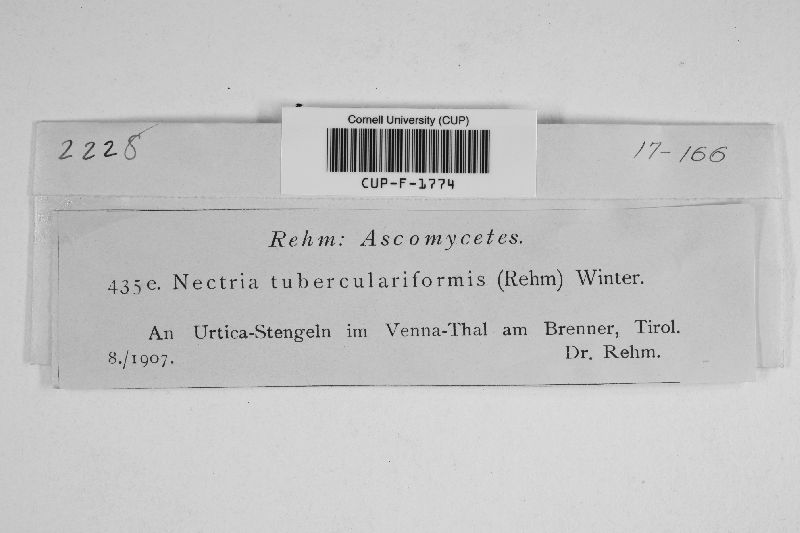 Cornell University (CUP)
CUP-F-1774
2228
17-166
Rehm: Ascomycetes.
435e. Nectria tuberculariformis (Rehm) Winter.
An Urtica-Stengeln im Venna-Thal am Brenner, Tirol.
8./1907. Dr. Rehm.